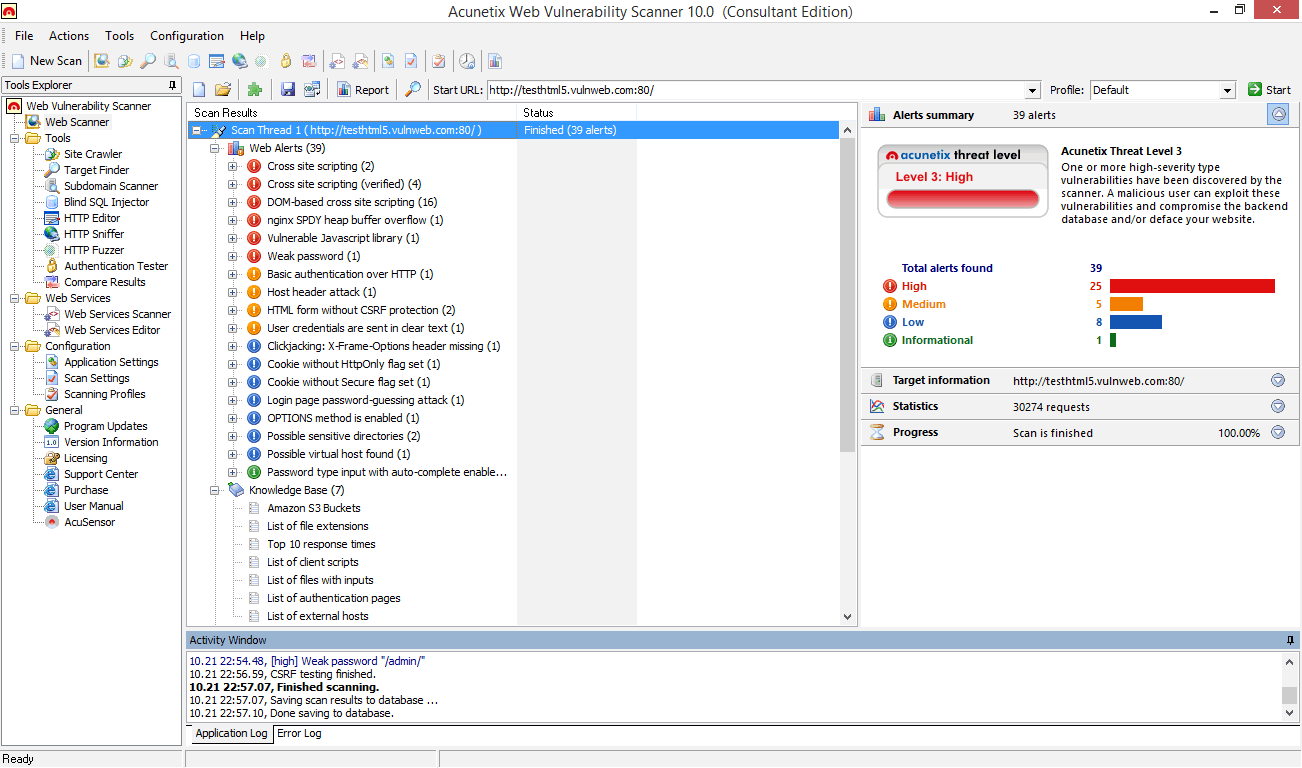 Acunetix Web Vulnerability Scanner 10.0 (Consultant Edition)
File Actions Tools Configuration Help
New Scan
Tools Explorer
Web Vulnerability Scanner
Web Scanner
Tools
Site Crawler
Target Finder
Subdomain Scanner
Blind SQL Injector
HTTP Editor
HTTP Sniffer
HTTP Fuzzer
Authentication Tester
Compare Results
Web Services
Web Services Scanner
Web Services Editor
Configuration
Application Settings
Scan Settings
Scanning Profiles
General
Program Updates
1.0 Version Information
Licensing
Support Center
Purchase
User Manual
AcuSensor
Report Start URL: http://testhtml5.vulnweb.com:80/ Profile: Default Start
Scan Results Status
Scan Thread 1 ( http://testhtml5.vulnweb.com:80/ ) Finished (39 alerts)
Web Alerts (39)
Cross site scripting (2)
Cross site scripting (verified) (4)
DOM-based cross site scripting (16)
nginx SPDY heap buffer overflow (1)
Vulnerable Javascript library (1)
Weak password (1)
Basic authentication over HTTP (1)
Host header attack (1)
HTML form without CSRF protection (2)
User credentials are sent in clear text (1)
Clickjacking: X-Frame-Options header missing (1)
Cookie without HttpOnly flag set (1)
Cookie without Secure flag set (1)
Login page password-guessing attack (1)
OPTIONS method is enabled (1)
Possible sensitive directories (2)
Possible virtual host found (1)
Password type input with auto-complete enable...
Knowledge Base (7)
Amazon S3 Buckets
List of file extensions
Top 10 response times
List of client scripts
List of files with inputs
List of authentication pages
List of external hosts
Alerts summary 39 alerts
acunetix threat level
Level 3: High
Acunetix Threat Level 3
One or more high-severity type
vulnerabilities have been discovered by the
scanner. A malicious user can exploit these
vulnerabilities and compromise the backend
database and/or deface your website.
Total alerts found 39
High 25
Medium 5
Low 8
Informational 1
Target information http://testhtml5.vulnweb.com:80/
Statistics 30274 requests
Progress Scan is finished 100.00%
Activity Window
10.21 22:54.48, [high] Weak password "/admin/"
10.21 22:56.59, CSRF testing finished.
10.21 22:57.07, Finished scanning.
10.21 22:57.07, Saving scan results to database ...
10.21 22:57.10, Done saving to database.
Application Log Error Log
Ready